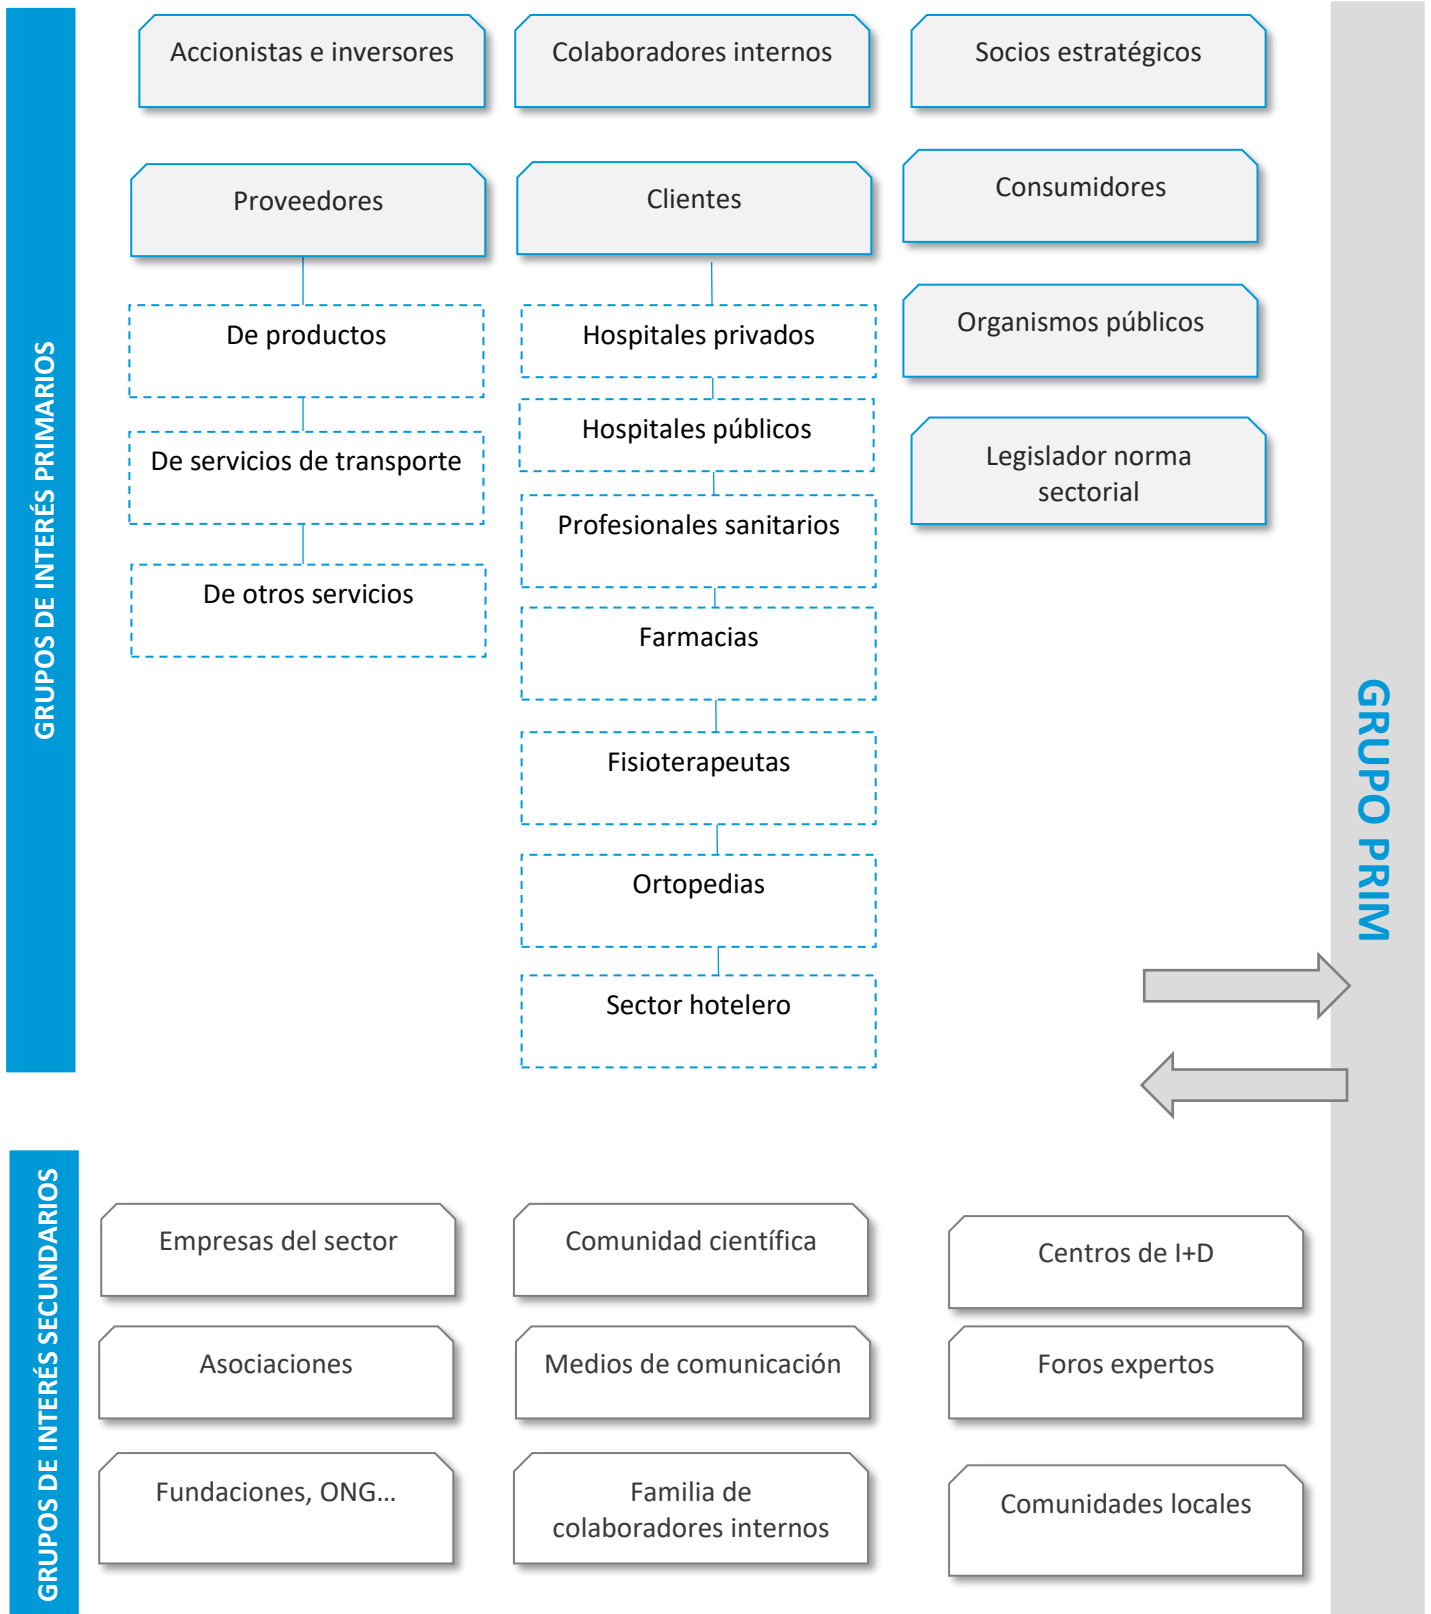 GRUPOS DE INTERÉS PRIMARIOS
Accionistas e inversores
Colaboradores internos
Socios estratégicos
Proveedores
Clientes
Consumidores
De productos
Hospitales privados
Organismos públicos
De servicios de transporte
Hospitales públicos
Legislador norma
sectorial
Profesionales sanitarios
De otros servicios
Farmacias
Fisioterapeutas
Ortopedias
Sector hotelero
GRUPO PRIM
GRUPOS DE INTERÉS SECUNDARIOS
Empresas del sector
Comunidad científica
Centros de I+D
Asociaciones
Medios de comunicación
Foros expertos
Fundaciones, ONG...
Familia de
colaboradores internos
Comunidades locales